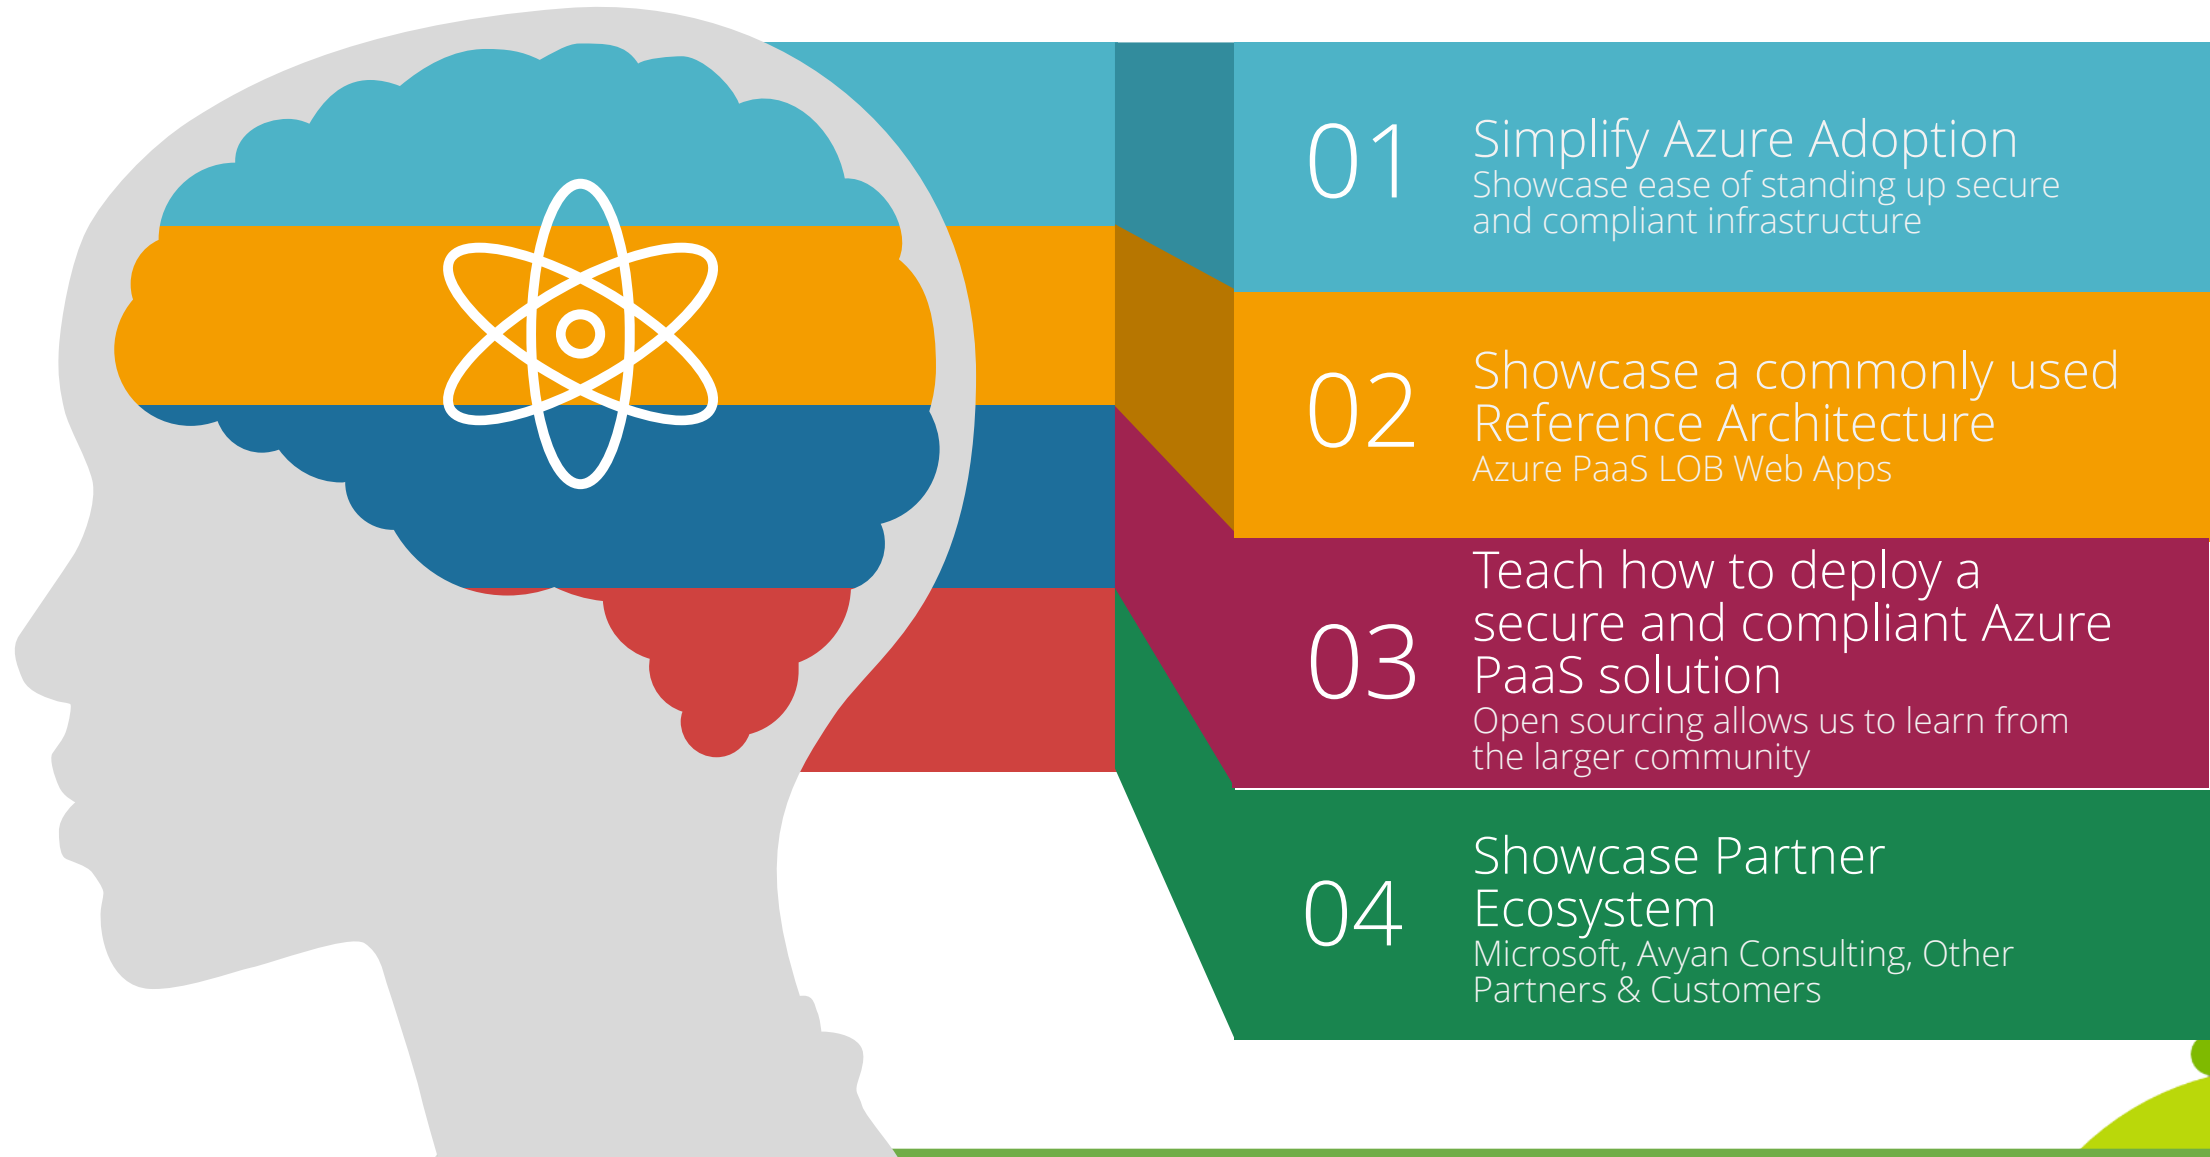 01
Simplify Azure Adoption
Showcase ease of standing up secure
and compliant infrastructure
02
Showcase a commonly used
Reference Architecture
Azure PaaS LOB Web Apps
03
Teach how to deploy a
secure and compliant Azure
PaaS solution
Open sourcing allows us to learn from
the larger community
04
Showcase Partner
Ecosystem
Microsoft, Avyan Consulting, Other
Partners & Customers